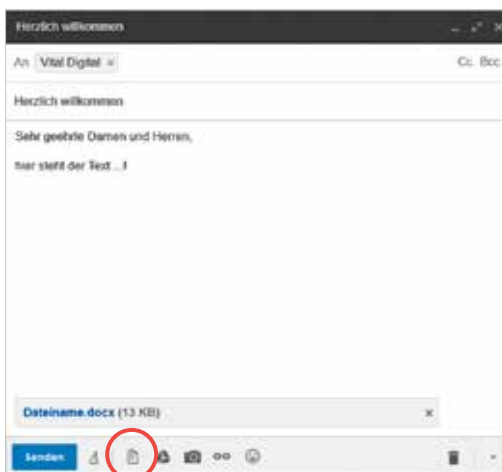 Herzlich willkommen
An Vital Digital × Cc Bcc
Herzlich willkommen
Sehr geehrte Damen und Herren,
hier steht der Text ...!
Dateiname.docx (13 KB) ×
Senden